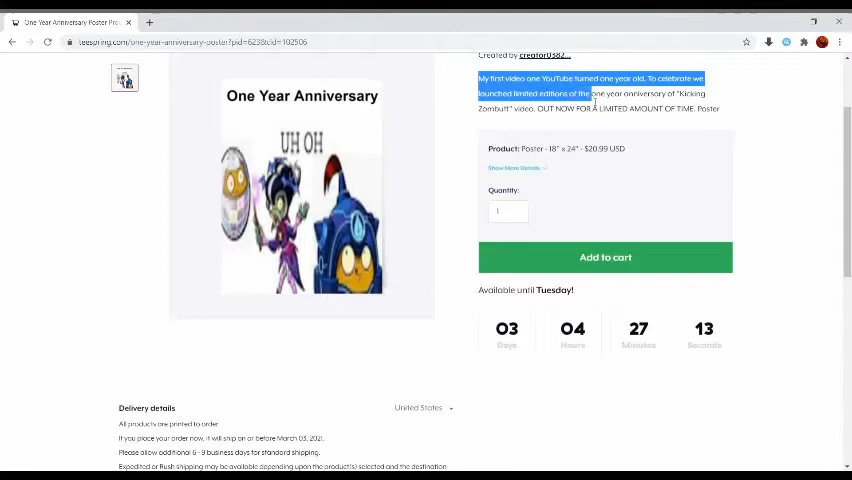 One Year Anniversary Poster Pro
teespring.com/one-year-anniversary-poster?pid=623&tid=102506
Created by creator0382...
My first video one YouTube turned one year old. To celebrate we
launched limited editions of the one year anniversary of "Kicking
Zombutt" video. OUT NOW FOR A LIMITED AMOUNT OF TIME. Poster
One Year Anniversary
UH OH
Product: Poster - 18" x 24" - $20.99 USD
Show More Details
Quantity:
1
Add to cart
Available until Tuesday!
03 04 27 13
Days Hours Minutes Seconds
Delivery details
United States
All products are printed to order.
If you place your order now, it will ship on or before March 03, 2021.
Please allow additional 6 - 9 business days for standard shipping.
Expedited or Rush shipping may be available depending upon the product(s) selected and the destination